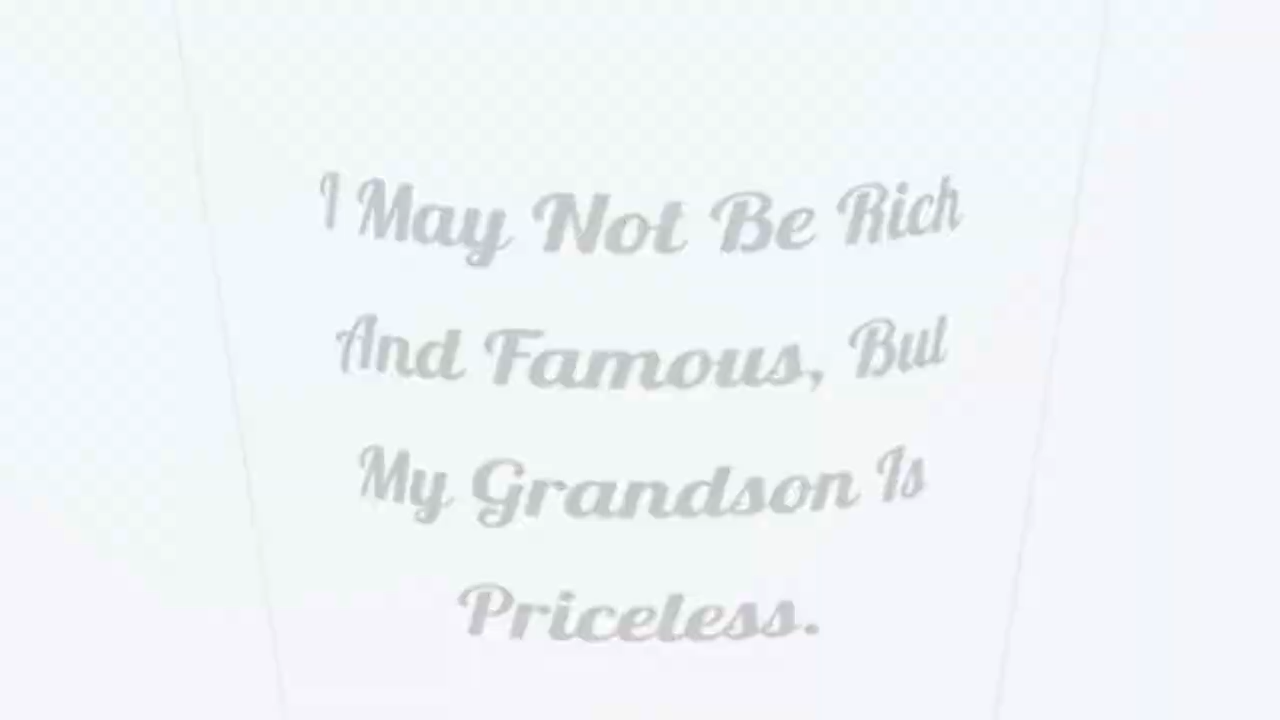 I May Not Be Rich
And Famous, But
My Grandson Is
Priceless.